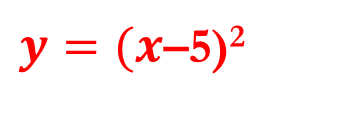 y = (x–5)²